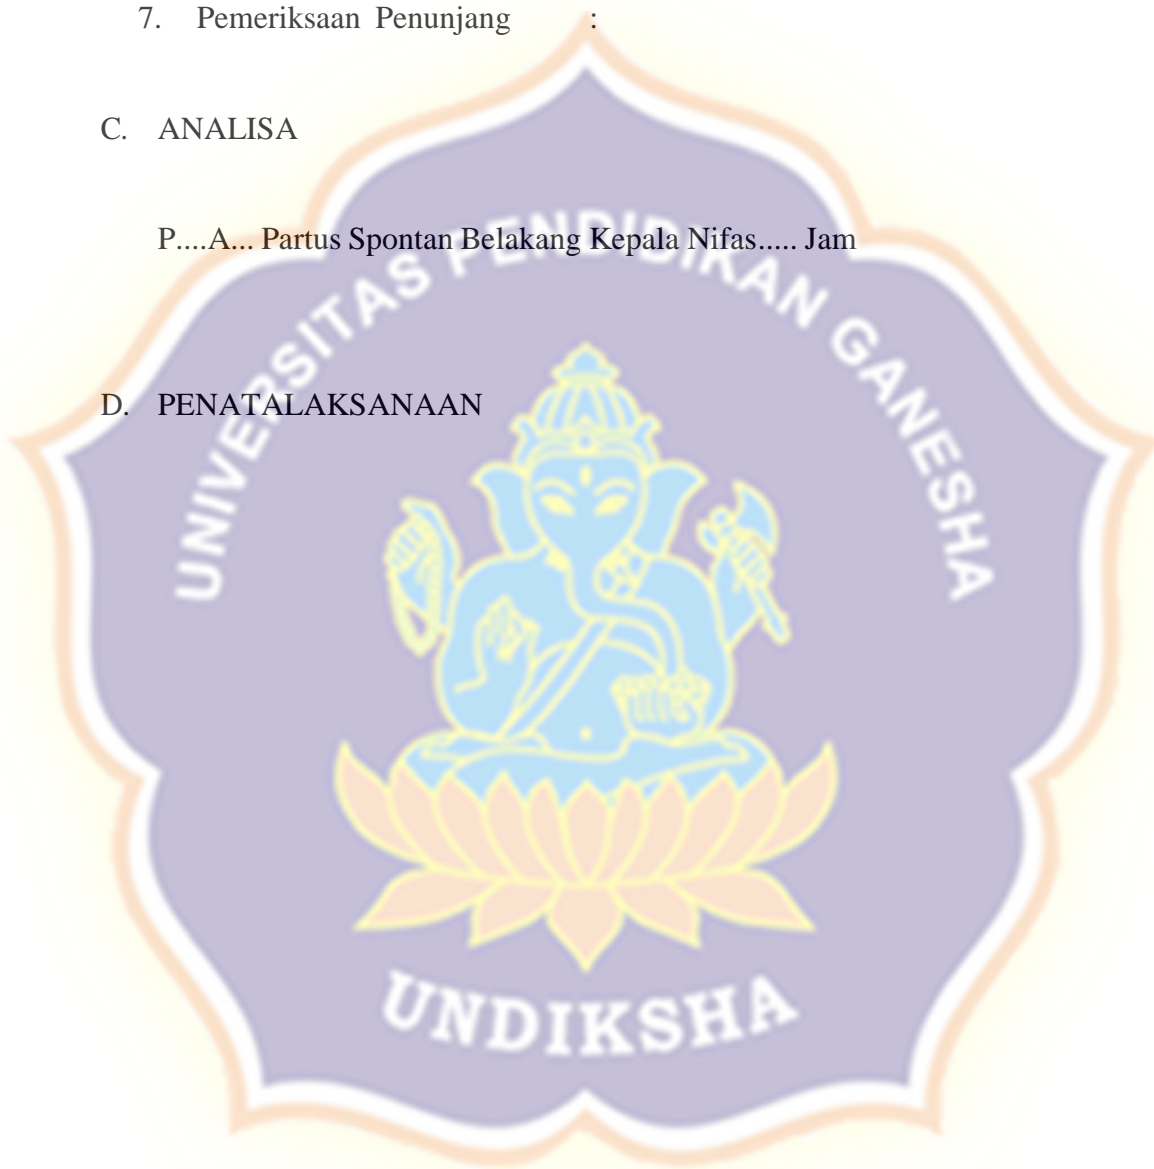 7. Pemeriksaan Penunjang :
C. ANALISA
P....A... Partus Spontan Belakang Kepala Nifas..... Jam
D. PENATALAKSANAAN
UNIVERSITAS PENDIDIKAN GANESHA
UNDIKSHA